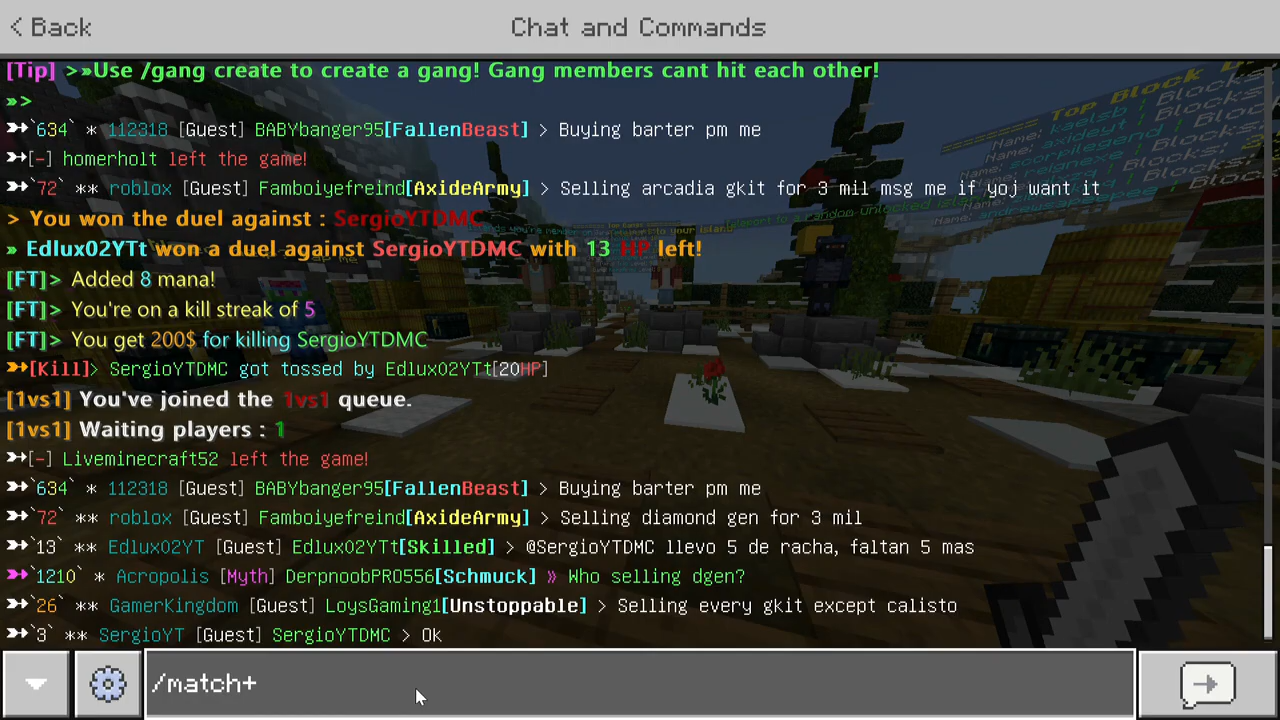 < Back
Chat and Commands
[Tip] >»Use /gang create to create a gang! Gang members cant hit each other!
»>
➳`634` * 112318 [Guest] BABYbanger95[FallenBeast] > Buying barter pm me
➳[-] homerholt left the game!
➳`72` ** roblox [Guest] Famboiyefreind[AxideArmy] > Selling arcadia gkit for 3 mil msg me if yoj want it
> You won the duel against : SergioYTDMC
» Edlux02YTt won a duel against SergioYTDMC with 13 HP left!
[FT]> Added 8 mana!
[FT]> You're on a kill streak of 5
[FT]> You get 200$ for killing SergioYTDMC
➳[Kill]> SergioYTDMC got tossed by Edlux02YTt[20HP]
[1vs1] You've joined the 1vs1 queue.
[1vs1] Waiting players : 1
➳[-] Liveminecraft52 left the game!
➳`634` * 112318 [Guest] BABYbanger95[FallenBeast] > Buying barter pm me
➳`72` ** roblox [Guest] Famboiyefreind[AxideArmy] > Selling diamond gen for 3 mil
➳`13` ** Edlux02YT [Guest] Edlux02YTt[Skilled] > @SergioYTDMC llevo 5 de racha, faltan 5 mas
➳`1210` * Acropolis [Myth] DerpnoobPRO556[Schmuck] » Who selling dgen?
➳`26` ** GamerKingdom [Guest] LoysGaming1[Unstoppable] > Selling every gkit except calisto
➳`3` ** SergioYT [Guest] SergioYTDMC > Ok
/match+
Top Block
Name: kaelsb | Blocks:
Name: axideyt | Blocks